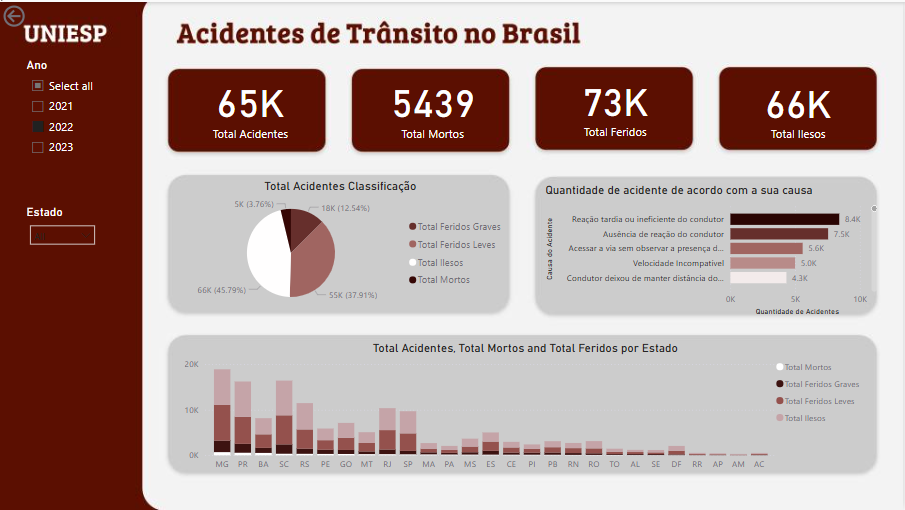 UNIESP
Ano
Select all
2021
2022
2023
Estado
Acidentes de Trânsito no Brasil
65K
Total Acidentes
5439
Total Mortos
73K
Total Feridos
66K
Total Ilesos
Total Acidentes Classificação
5K (3.76%)
18K (12.54%)
66K (45.79%)
55K (37.91%)
Total Feridos Graves
Total Feridos Leves
Total Ilesos
Total Mortos
Quantidade de acidente de acordo com a sua causa
Causa do Acidente
Reação tardia ou ineficiente do condutor
8.4K
Ausência de reação do condutor
7.5K
Acessar a via sem observar a presença d...
5.6K
Velocidade Incompatível
5.0K
Condutor deixou de manter distância do...
4.3K
0K 5K 10K
Quantidade de Acidentes
Total Acidentes, Total Mortos and Total Feridos por Estado
20K
10K
0K
MG PR BA SC RS PE GO MT RJ SP MA PA MS ES CE PI PB RN RO TO AL SE DF RR AP AM AC
Total Mortos
Total Feridos Graves
Total Feridos Leves
Total Ilesos